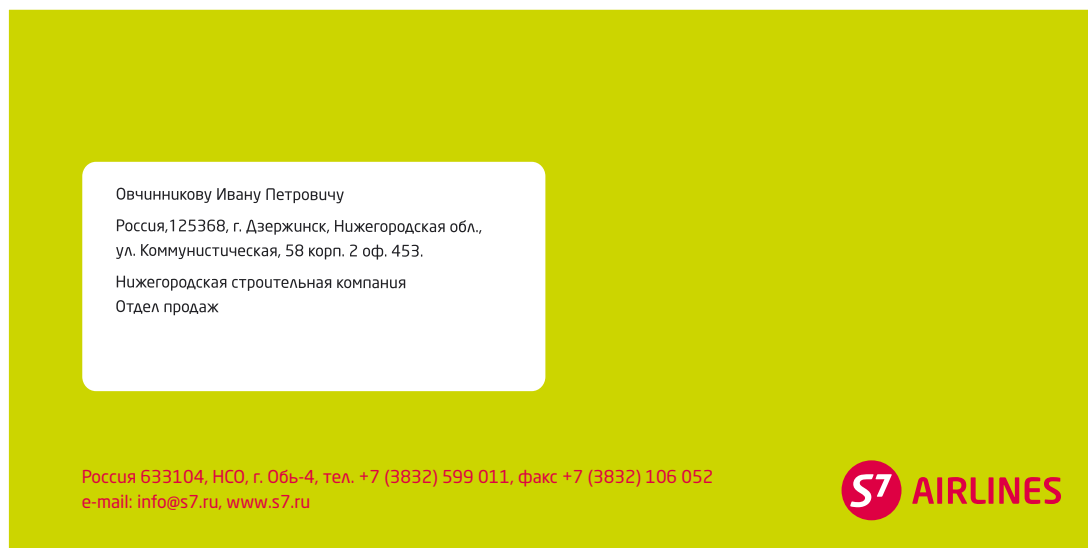 Овчинникову Ивану Петровичу
Россия,125368, г. Дзержинск, Нижегородская обл.,
ул. Коммунистическая, 58 корп. 2 оф. 453.
Нижегородская строительная компания
Отдел продаж
Россия 633104, НСО, г. Обь-4, тел. +7 (3832) 599 011, факс +7 (3832) 106 052
e-mail: info@s7.ru, www.s7.ru
S7 AIRLINES